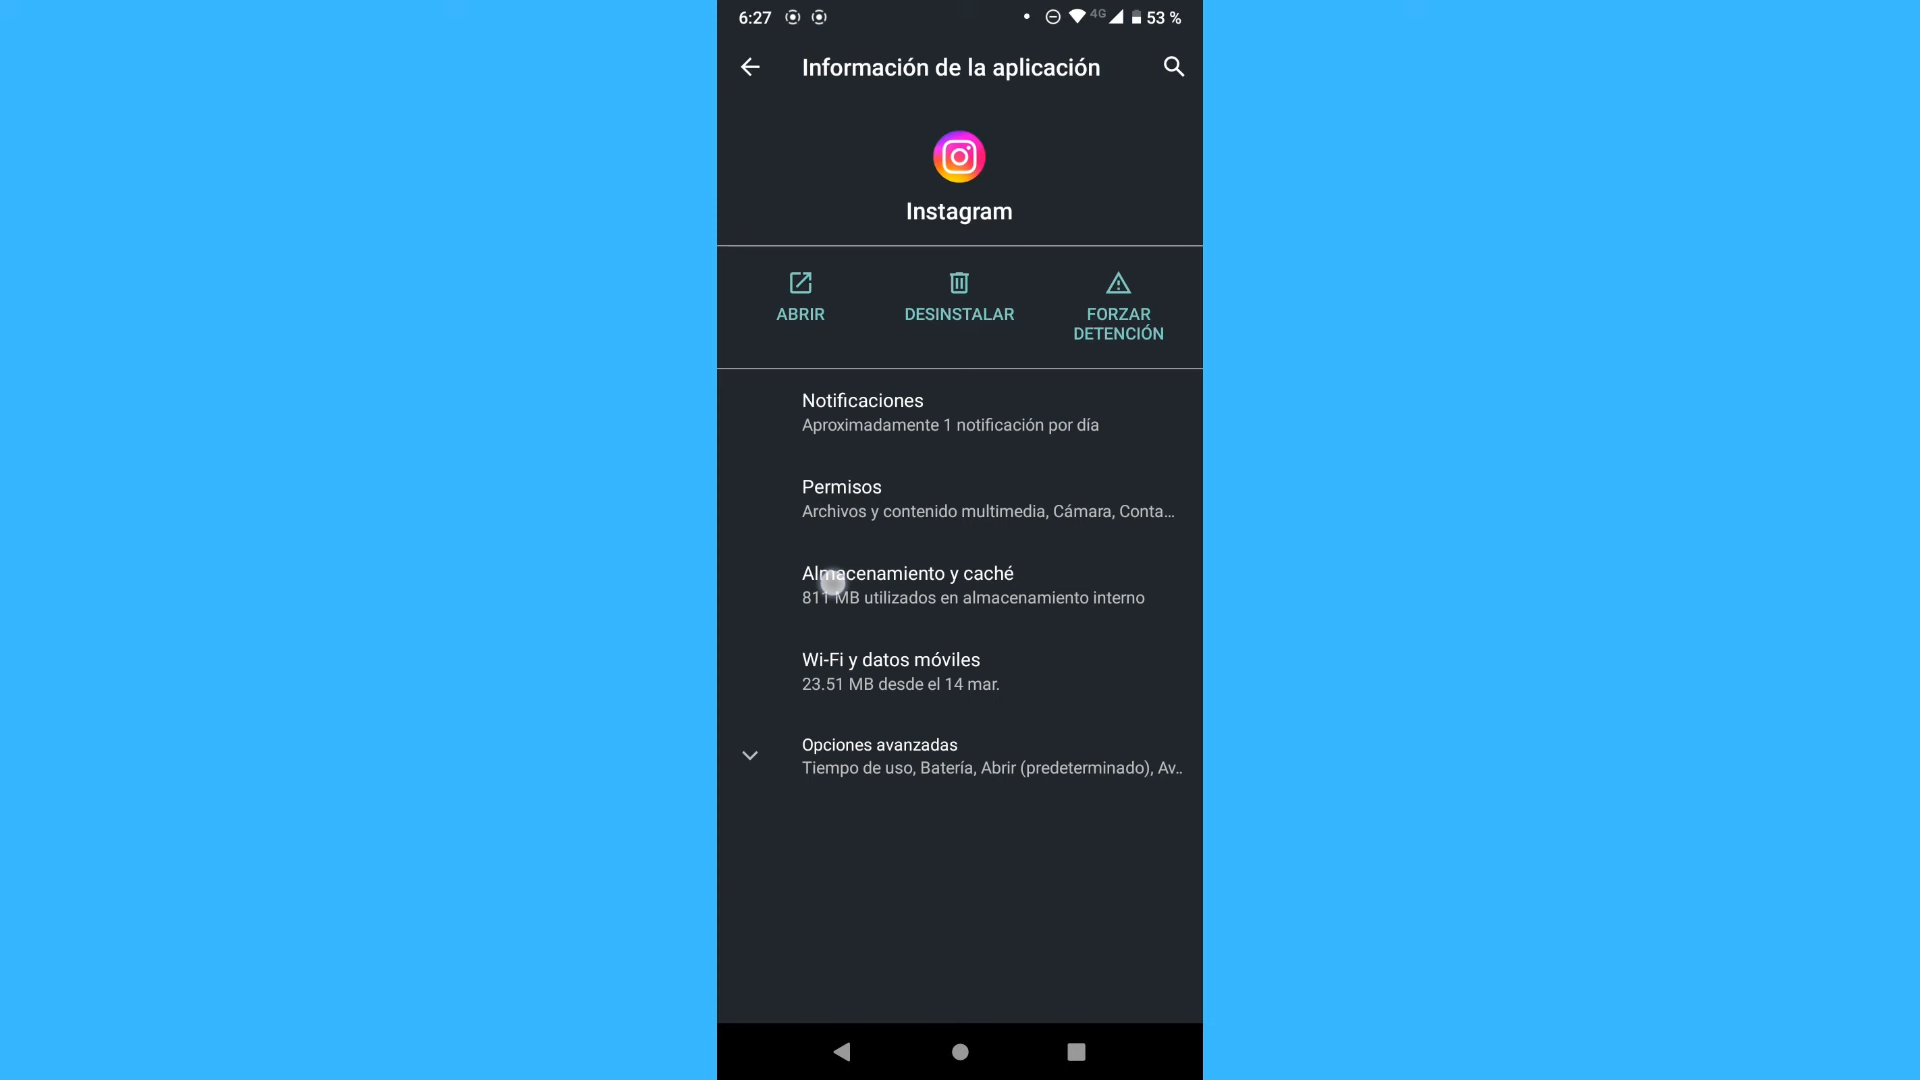 6:27
4G
53 %
Información de la aplicación
Instagram
ABRIR
DESINSTALAR
FORZAR
DETENCIÓN
Notificaciones
Aproximadamente 1 notificación por día
Permisos
Archivos y contenido multimedia, Cámara, Conta...
Almacenamiento y caché
811 MB utilizados en almacenamiento interno
Wi-Fi y datos móviles
23.51 MB desde el 14 mar.
Opciones avanzadas
Tiempo de uso, Batería, Abrir (predeterminado), Av..